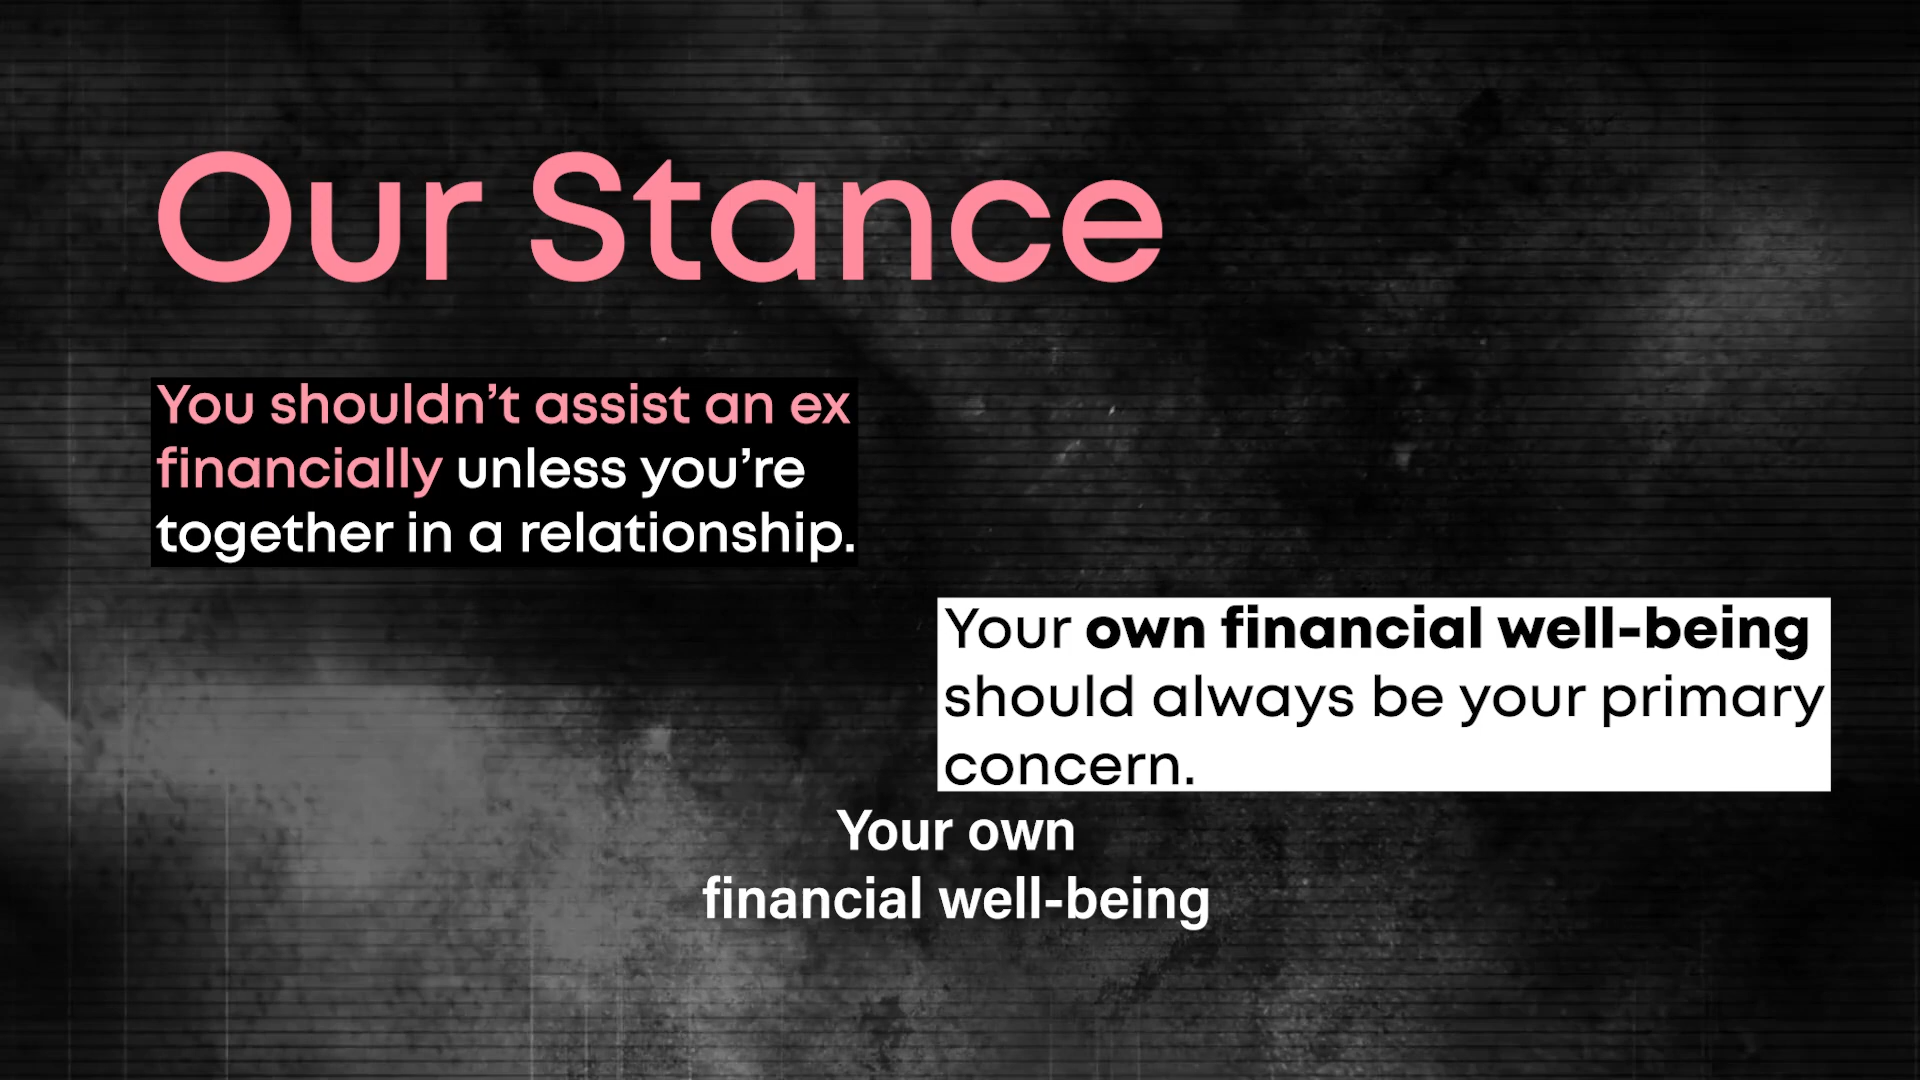 Our Stance
You shouldn’t assist an ex
financially unless you’re
together in a relationship.
Your own financial well-being
should always be your primary
concern.
Your own
financial well-being